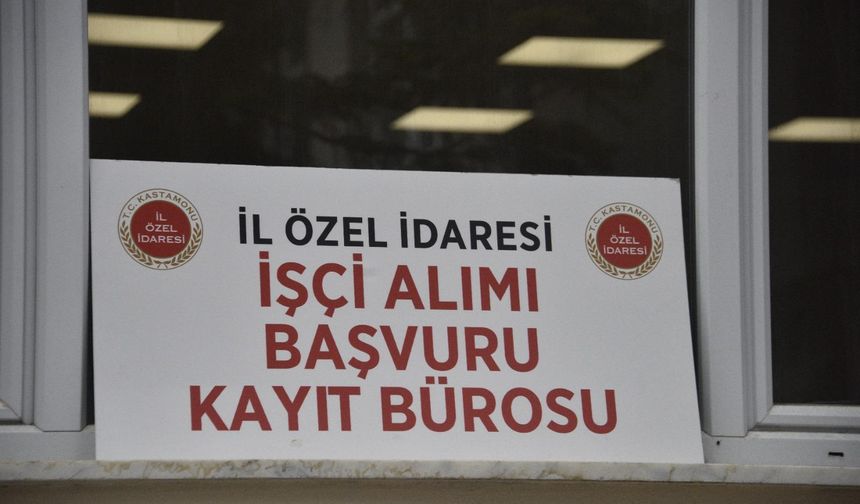 T.C. KASTAMONU
İL
ÖZEL
İDARESİ
İL ÖZEL İDARESİ
İŞÇİ ALIMI
BAŞVURU
KAYIT BÜROSU
T.C. KASTAMONU
İL
ÖZEL
İDARESİ